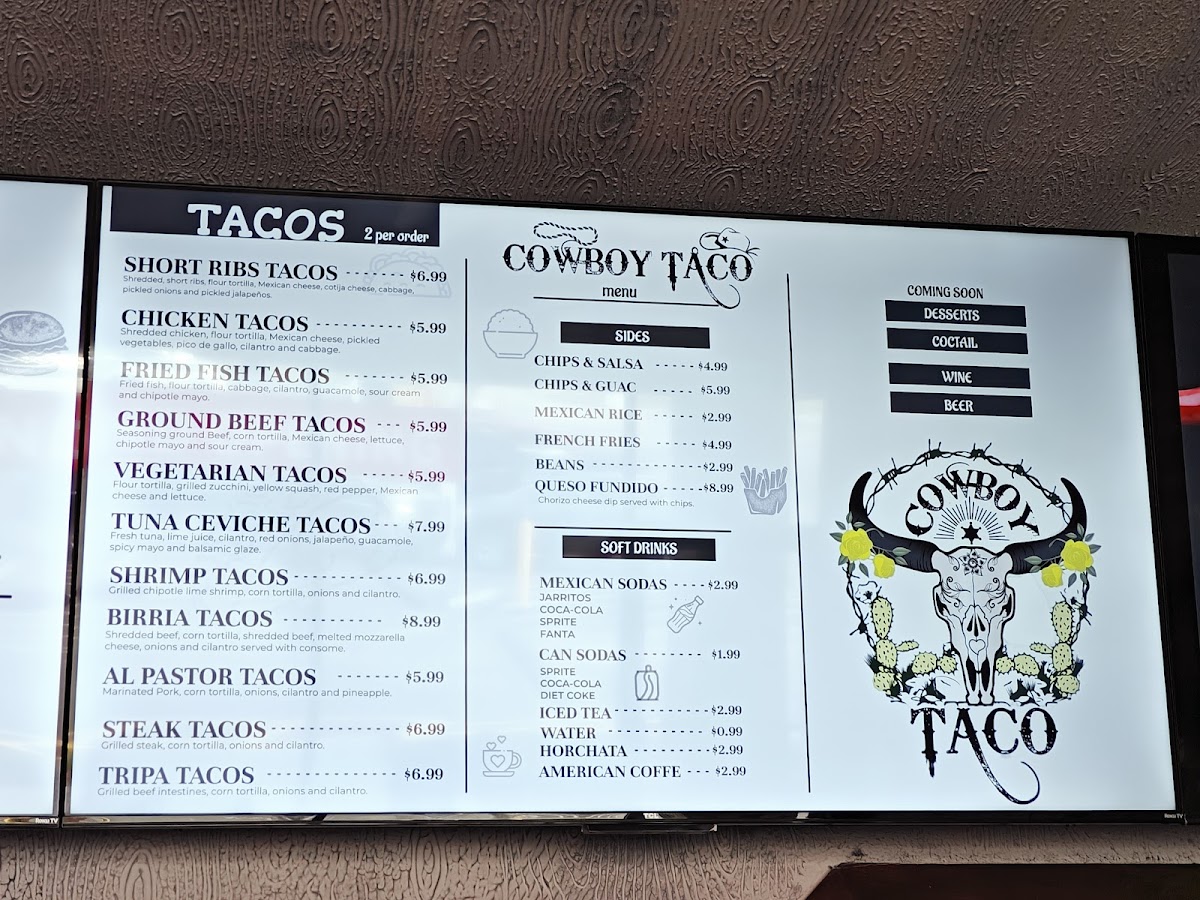 TACOS 2 per order
SHORT RIBS TACOS ------- $6.99
Shredded, short ribs, flour tortilla, Mexican cheese, cotija cheese, cabbage,
pickled onions and pickled jalapeños.
CHICKEN TACOS ----------- $5.99
Shredded chicken, flour tortilla, Mexican cheese, pickled
vegetables, pico de gallo, cilantro and cabbage.
FRIED FISH TACOS ------- $5.99
Fried fish, flour tortilla, cabbage, cilantro, guacamole, sour cream
and chipotle mayo.
GROUND BEEF TACOS --- $5.99
Seasoning ground Beef, corn tortilla, Mexican cheese, lettuce,
chipotle mayo and sour cream.
VEGETARIAN TACOS ----- $5.99
Flour tortilla, grilled zucchini, yellow squash, red pepper, Mexican
cheese and lettuce.
TUNA CEVICHE TACOS --- $7.99
Fresh tuna, lime juice, cilantro, red onions, jalapeño, guacamole,
spicy mayo and balsamic glaze.
SHRIMP TACOS ------------- $6.99
Grilled chipotle lime shrimp, corn tortilla, onions and cilantro.
BIRRIA TACOS ----------- $8.99
Shredded beef, corn tortilla, shredded beef, melted mozzarella
cheese, onions and cilantro served with consome.
AL PASTOR TACOS ------- $5.99
Marinated Pork, corn tortilla, onions, cilantro and pineapple.
STEAK TACOS --------------- $6.99
Grilled steak, corn tortilla, onions and cilantro.
TRIPA TACOS --------------- $6.99
Grilled beef intestines, corn tortilla, onions and cilantro.
COWBOY TACO
menu
SIDES
CHIPS & SALSA ----- $4.99
CHIPS & GUAC ----- $5.99
MEXICAN RICE ----- $2.99
FRENCH FRIES ----- $4.99
BEANS ------------- $2.99
QUESO FUNDIDO ----- $8.99
Chorizo cheese dip served with chips.
SOFT DRINKS
MEXICAN SODAS ---- $2.99
JARRITOS
COCA-COLA
SPRITE
FANTA
CAN SODAS --------- $1.99
SPRITE
COCA-COLA
DIET COKE
ICED TEA ------------ $2.99
WATER ------------ $0.99
HORCHATA --------- $2.99
AMERICAN COFFE --- $2.99
COMING SOON
DESSERTS
COCTAIL
WINE
BEER
COWBOY
TACO
Roku TV
TCL
Roku TV